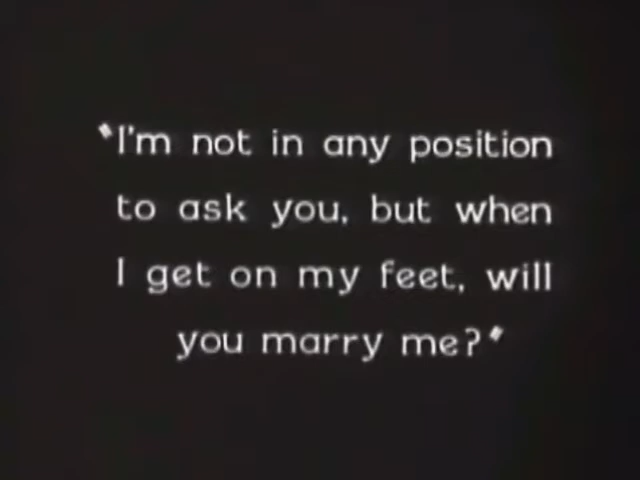 "I'm not in any position
to ask you, but when
I get on my feet, will
you marry me?"